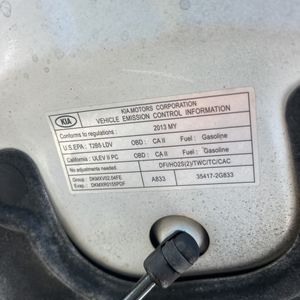 KIA
KIA MOTORS CORPORATION
VEHICLE EMISSION CONTROL INFORMATION
Conforms to regulations : 2013 MY
U.S.EPA : T2B5 LDV OBD : CA II Fuel : Gasoline
California : ULEV II PC OBD : CA II Fuel : Gasoline
No adjustments needed DFI/HO2S(2)/TWC/TC/CAC
Group : DKMXV02.04FE A833 35417-2G833
Evap. : DKMXR0155PDF